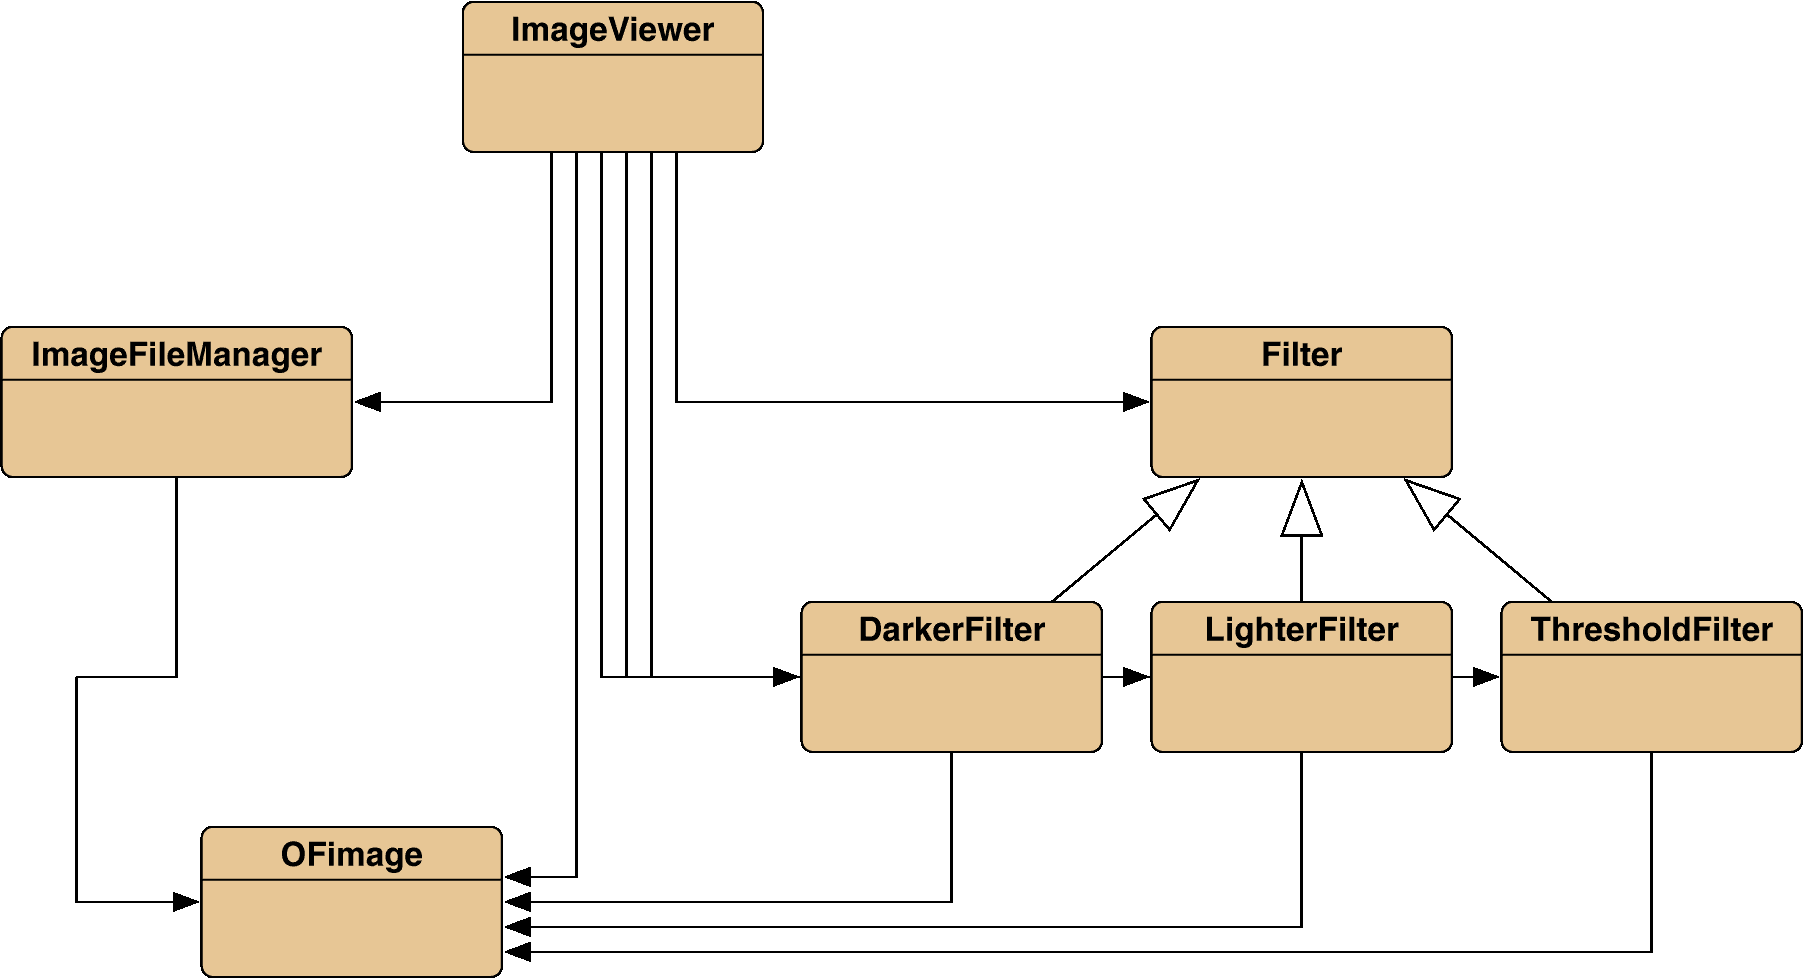 ImageViewer
ImageFileManager
Filter
DarkerFilter
LighterFilter
ThresholdFilter
OFimage